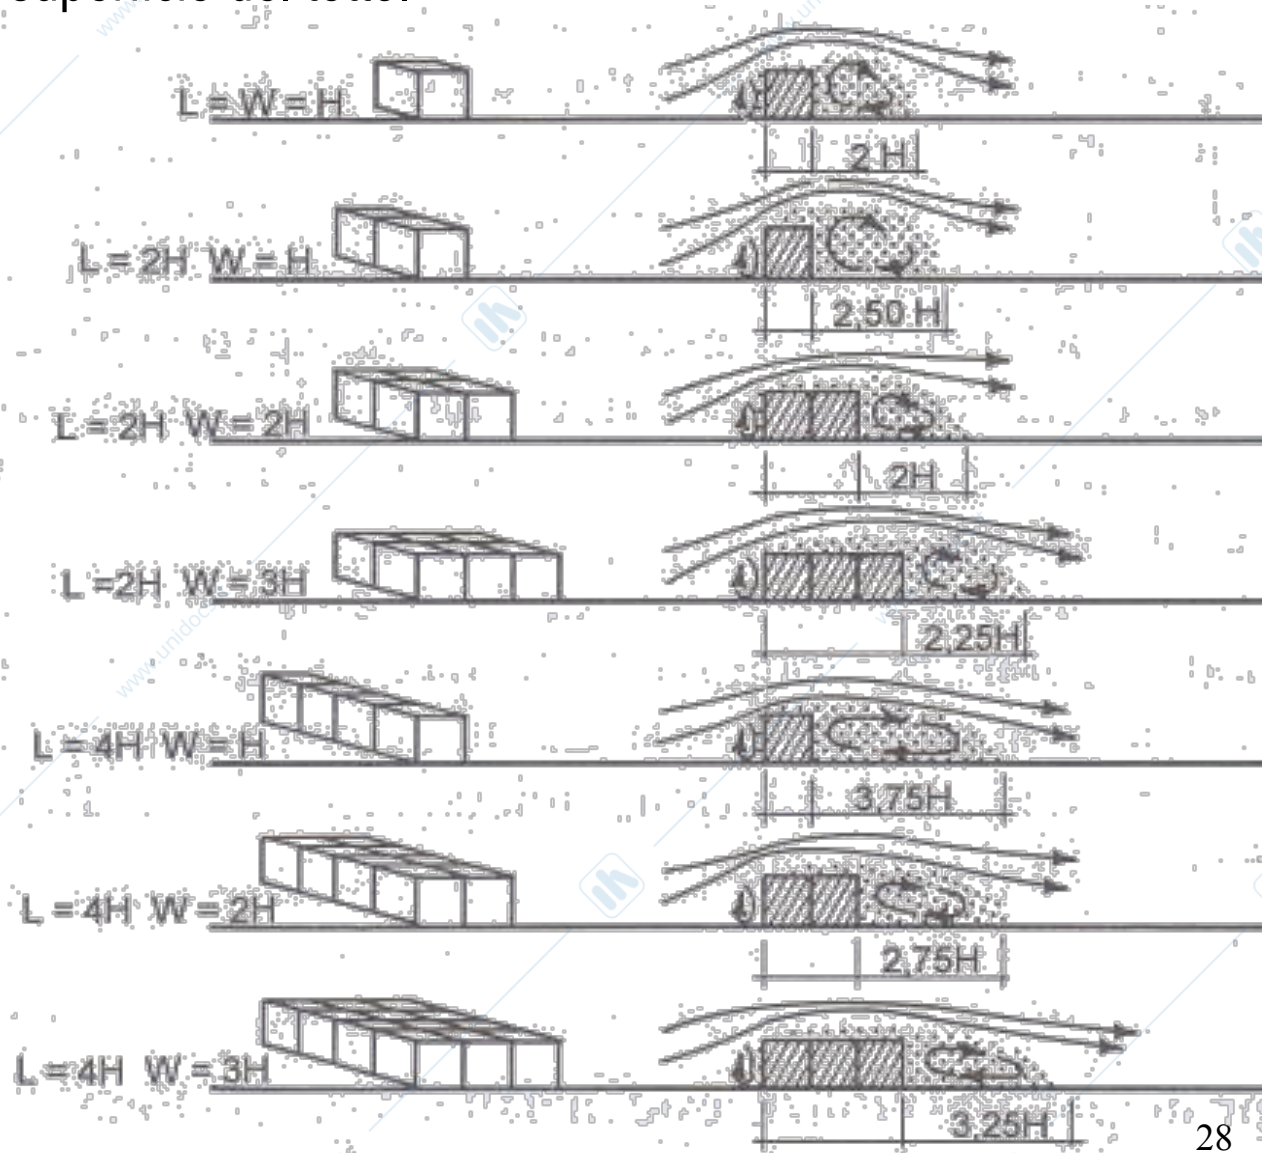 L = W = H
2 H
L = 2H W = H
2,50 H
L = 2H W = 2H
2H
L =2H W = 3H
2,25H
L = 4H W = H
3,75H
L = 4H W = 2H
2,75H
L = 4H W = 3H
3,25H
28